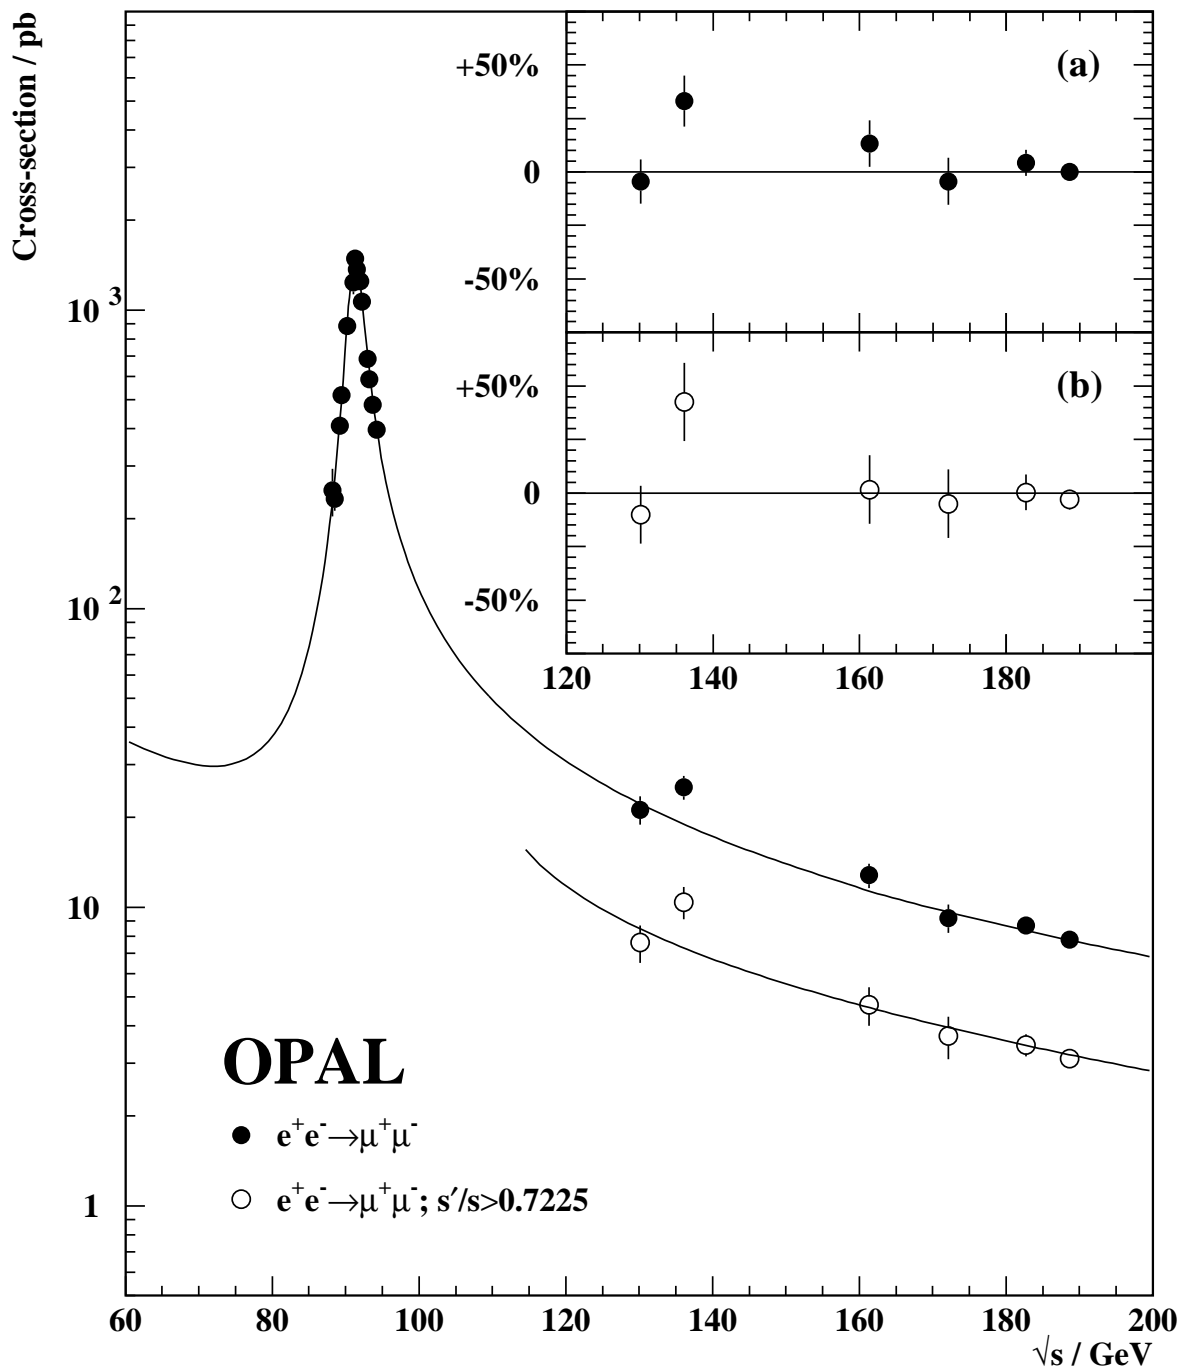 Cross-section / pb
10³
10²
10
1
60 80 100 120 140 160 180 200
√s / GeV
+50%
0
-50%
(a)
+50%
0
-50%
(b)
120 140 160 180
OPAL
e⁺e⁻→μ⁺μ⁻
e⁺e⁻→μ⁺μ⁻; s′/s>0.7225